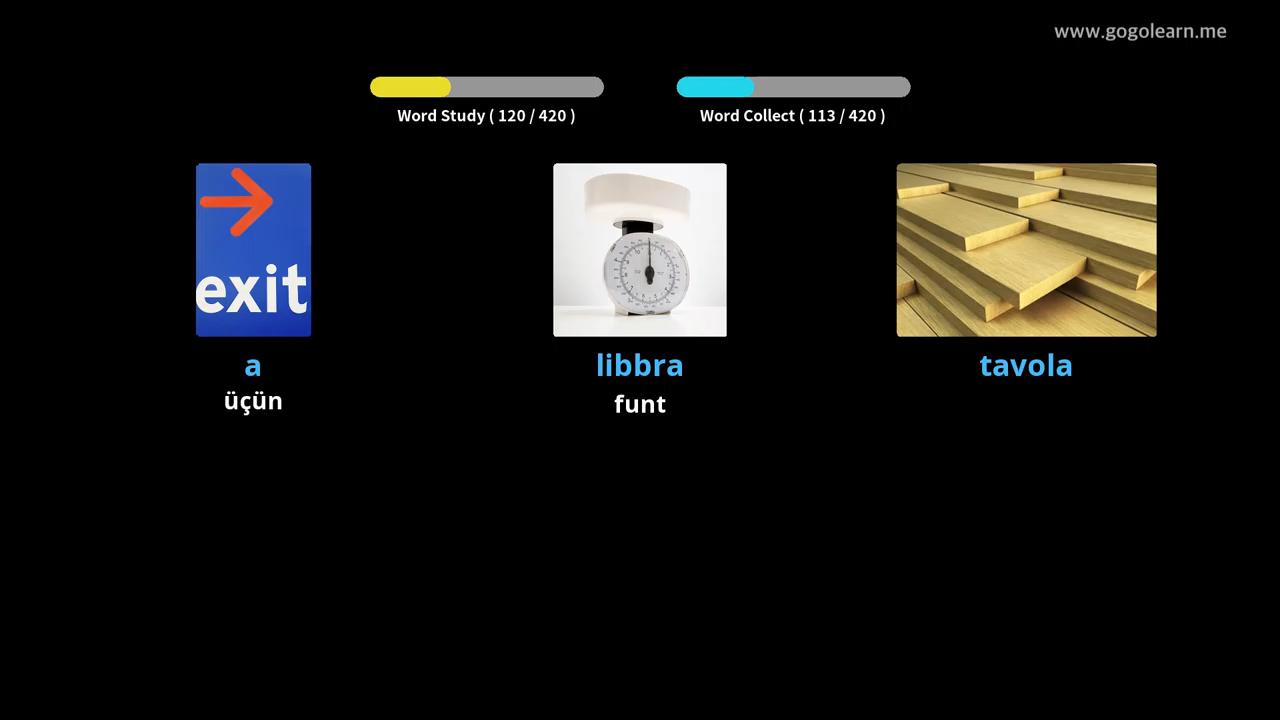 www.gogolearn.me
Word Study ( 120 / 420 )
Word Collect ( 113 / 420 )
exit
a
libbra
tavola
üçün
funt